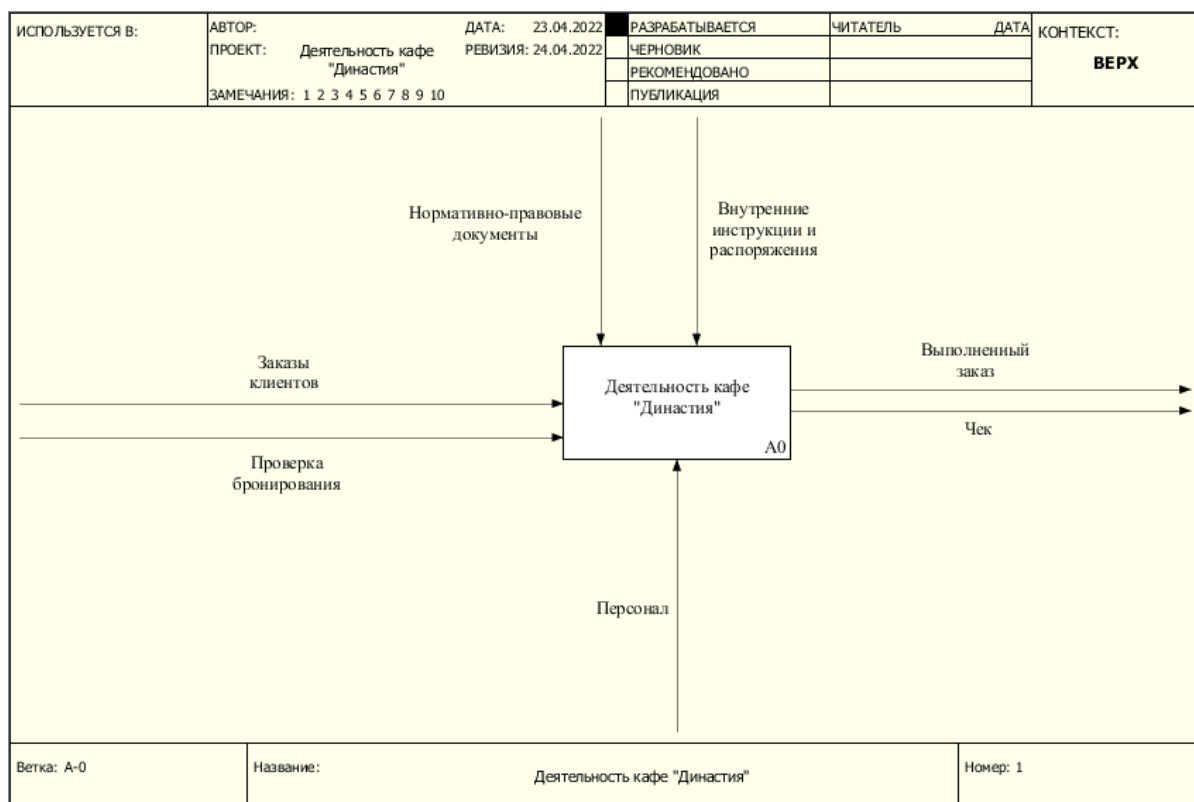 ИСПОЛЬЗУЕТСЯ В:
АВТОР:
ДАТА: 23.04.2022
ПРОЕКТ: Деятельность кафе
"Династия"
РЕВИЗИЯ: 24.04.2022
ЗАМЕЧАНИЯ: 1 2 3 4 5 6 7 8 9 10
РАЗРАБАТЫВАЕТСЯ
ЧЕРНОВИК
РЕКОМЕНДОВАНО
ПУБЛИКАЦИЯ
ЧИТАТЕЛЬ ДАТА
КОНТЕКСТ:
ВЕРХ
Нормативно-правовые
документы
Внутренние
инструкции и
распоряжения
Заказы
клиентов
Проверка
бронирования
Деятельность кафе
"Династия"
A0
Выполненный
заказ
Чек
Персонал
Ветка: A-0
Название:
Деятельность кафе "Династия"
Номер: 1